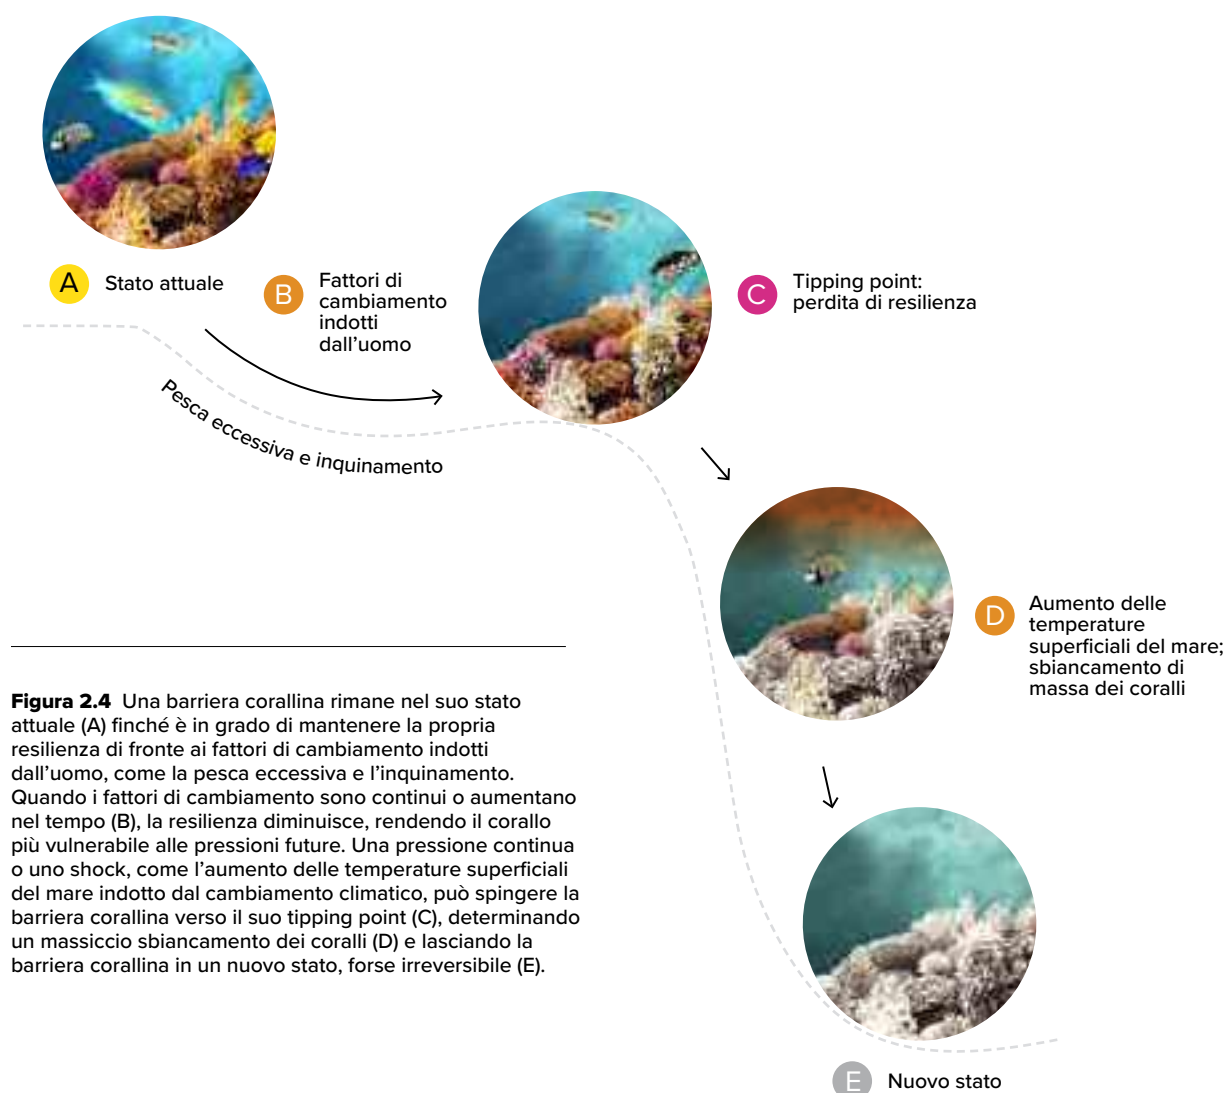 A Stato attuale
B Fattori di
cambiamento
indotti
dall'uomo
C Tipping point:
perdita di resilienza
Pesca eccessiva e inquinamento
D Aumento delle
temperature
superficiali del mare;
sbiancamento di
massa dei coralli
Figura 2.4 Una barriera corallina rimane nel suo stato
attuale (A) finché è in grado di mantenere la propria
resilienza di fronte ai fattori di cambiamento indotti
dall'uomo, come la pesca eccessiva e l'inquinamento.
Quando i fattori di cambiamento sono continui o aumentano
nel tempo (B), la resilienza diminuisce, rendendo il corallo
più vulnerabile alle pressioni future. Una pressione continua
o uno shock, come l'aumento delle temperature superficiali
del mare indotto dal cambiamento climatico, può spingere la
barriera corallina verso il suo tipping point (C), determinando
un massiccio sbiancamento dei coralli (D) e lasciando la
barriera corallina in un nuovo stato, forse irreversibile (E).
E Nuovo stato